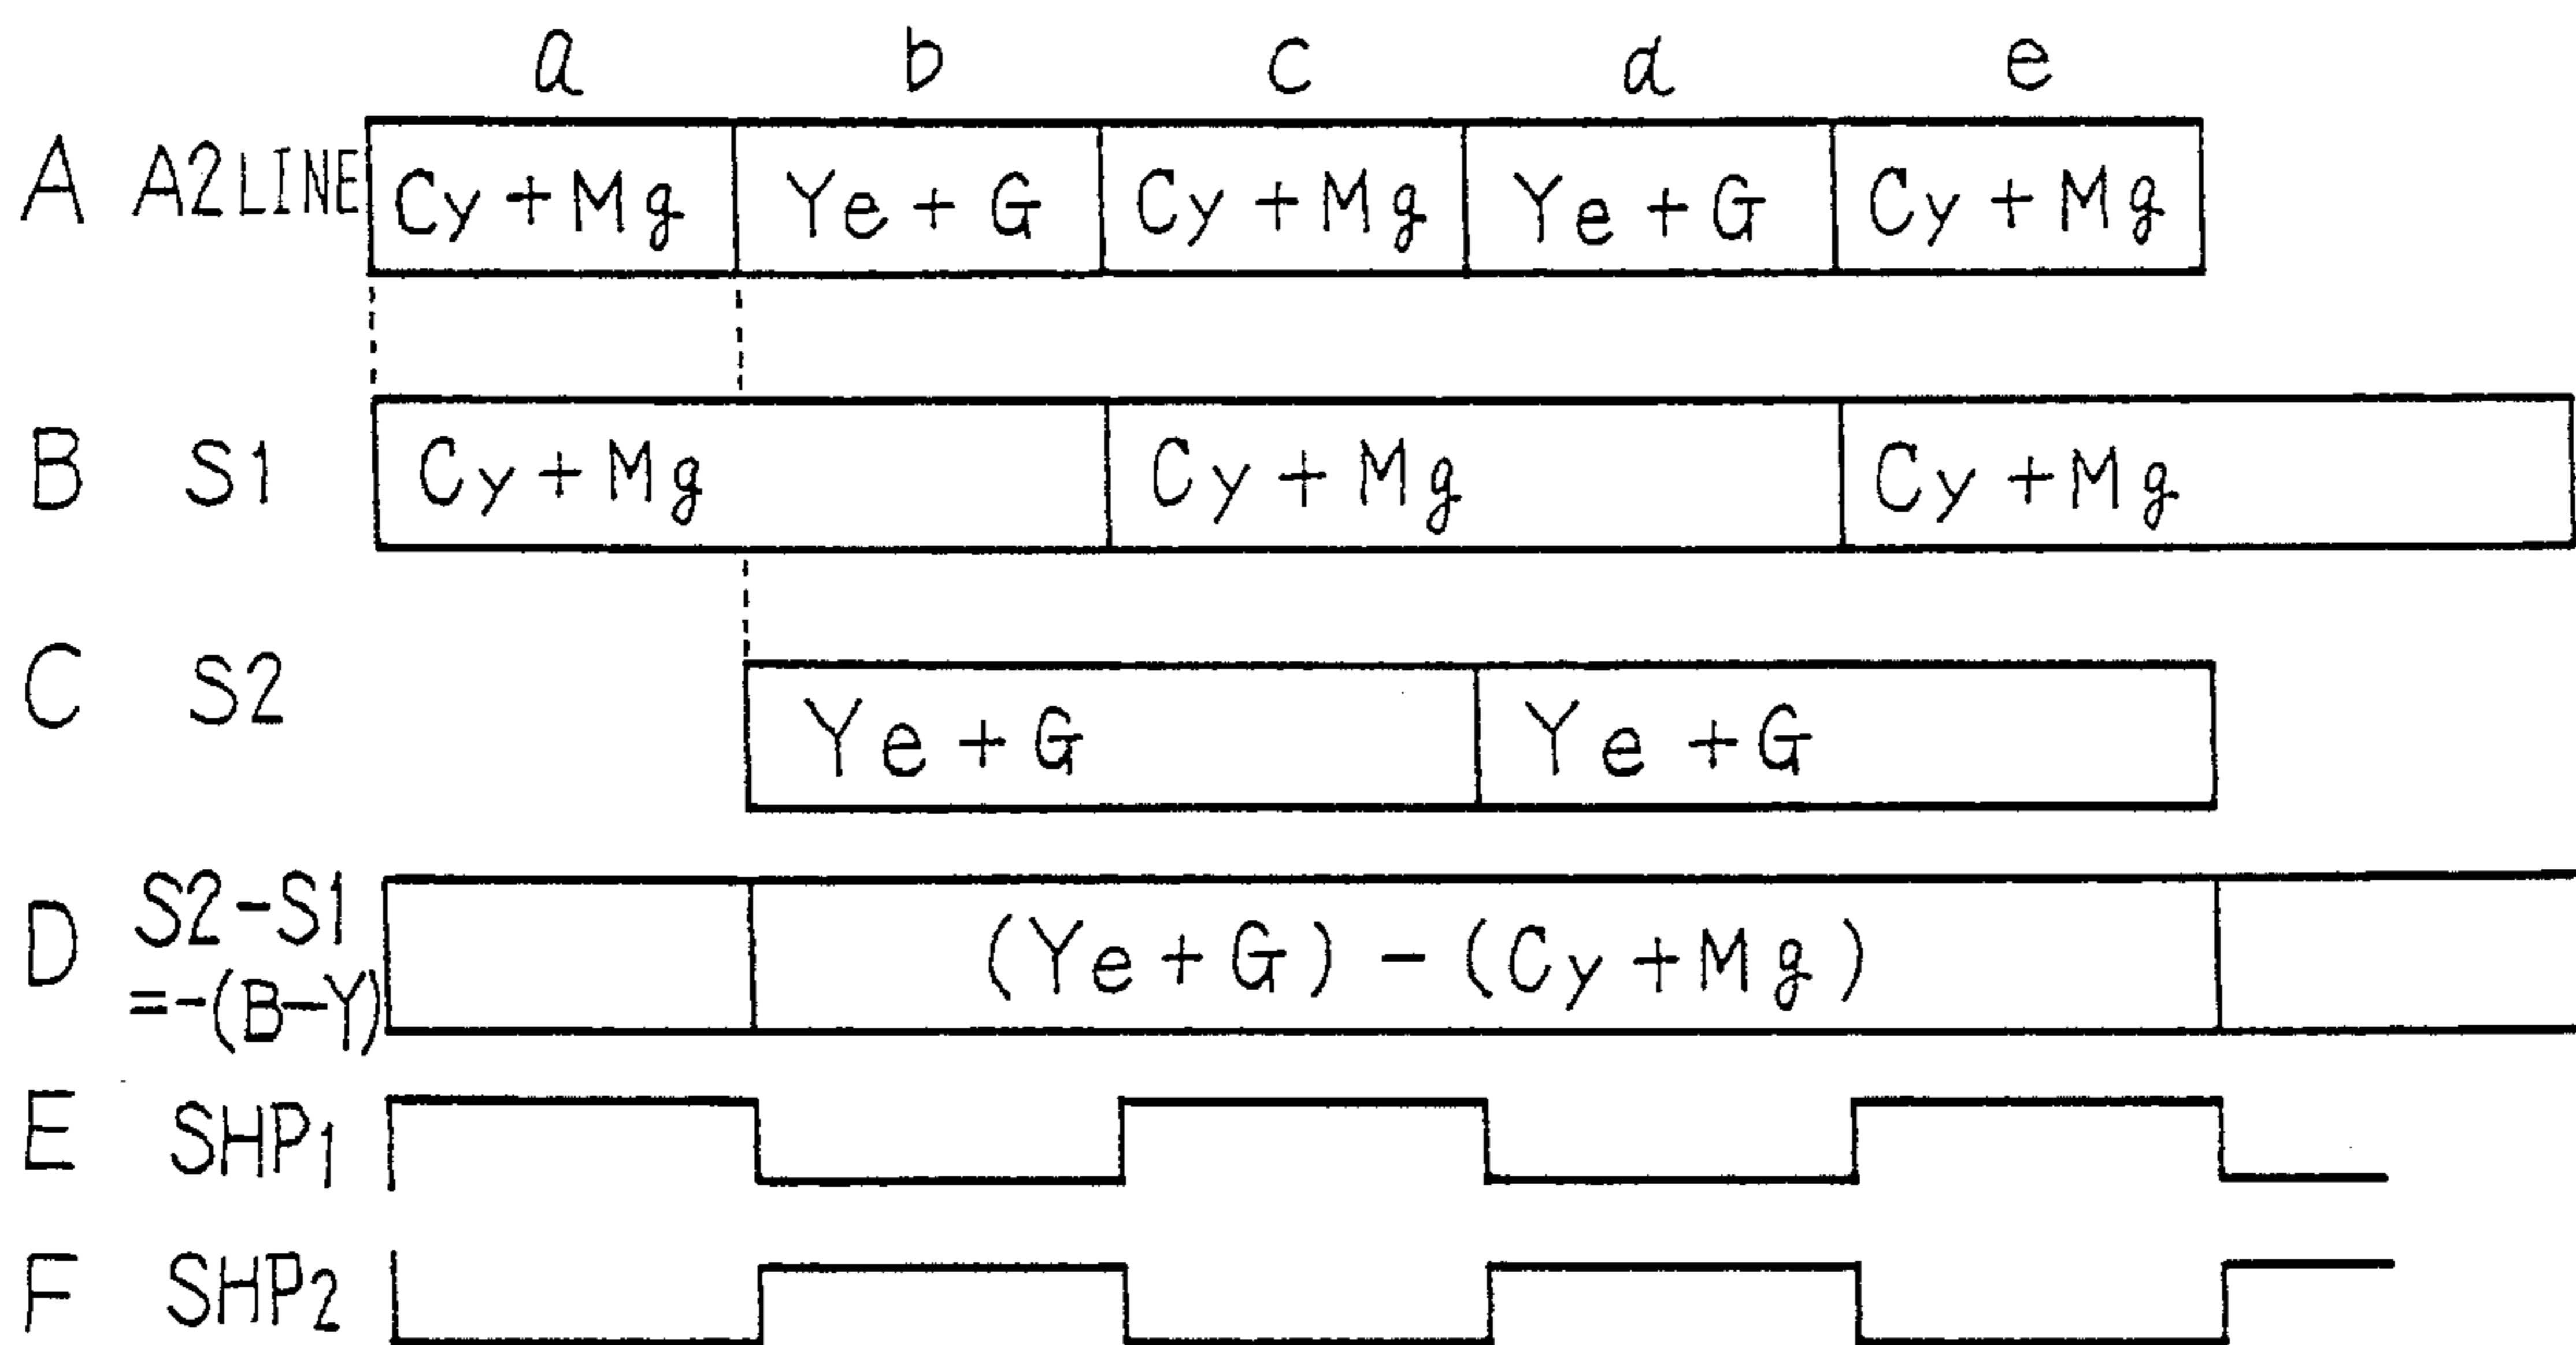 a b c d e
A A2LINE Cy+Mg Ye+G Cy+Mg Ye+G Cy+Mg
B S1 Cy+Mg Cy+Mg Cy+Mg
C S2 Ye+G Ye+G
D S2-S1
=-(B-Y) (Ye+G)-(Cy+Mg)
E SHP1
F SHP2